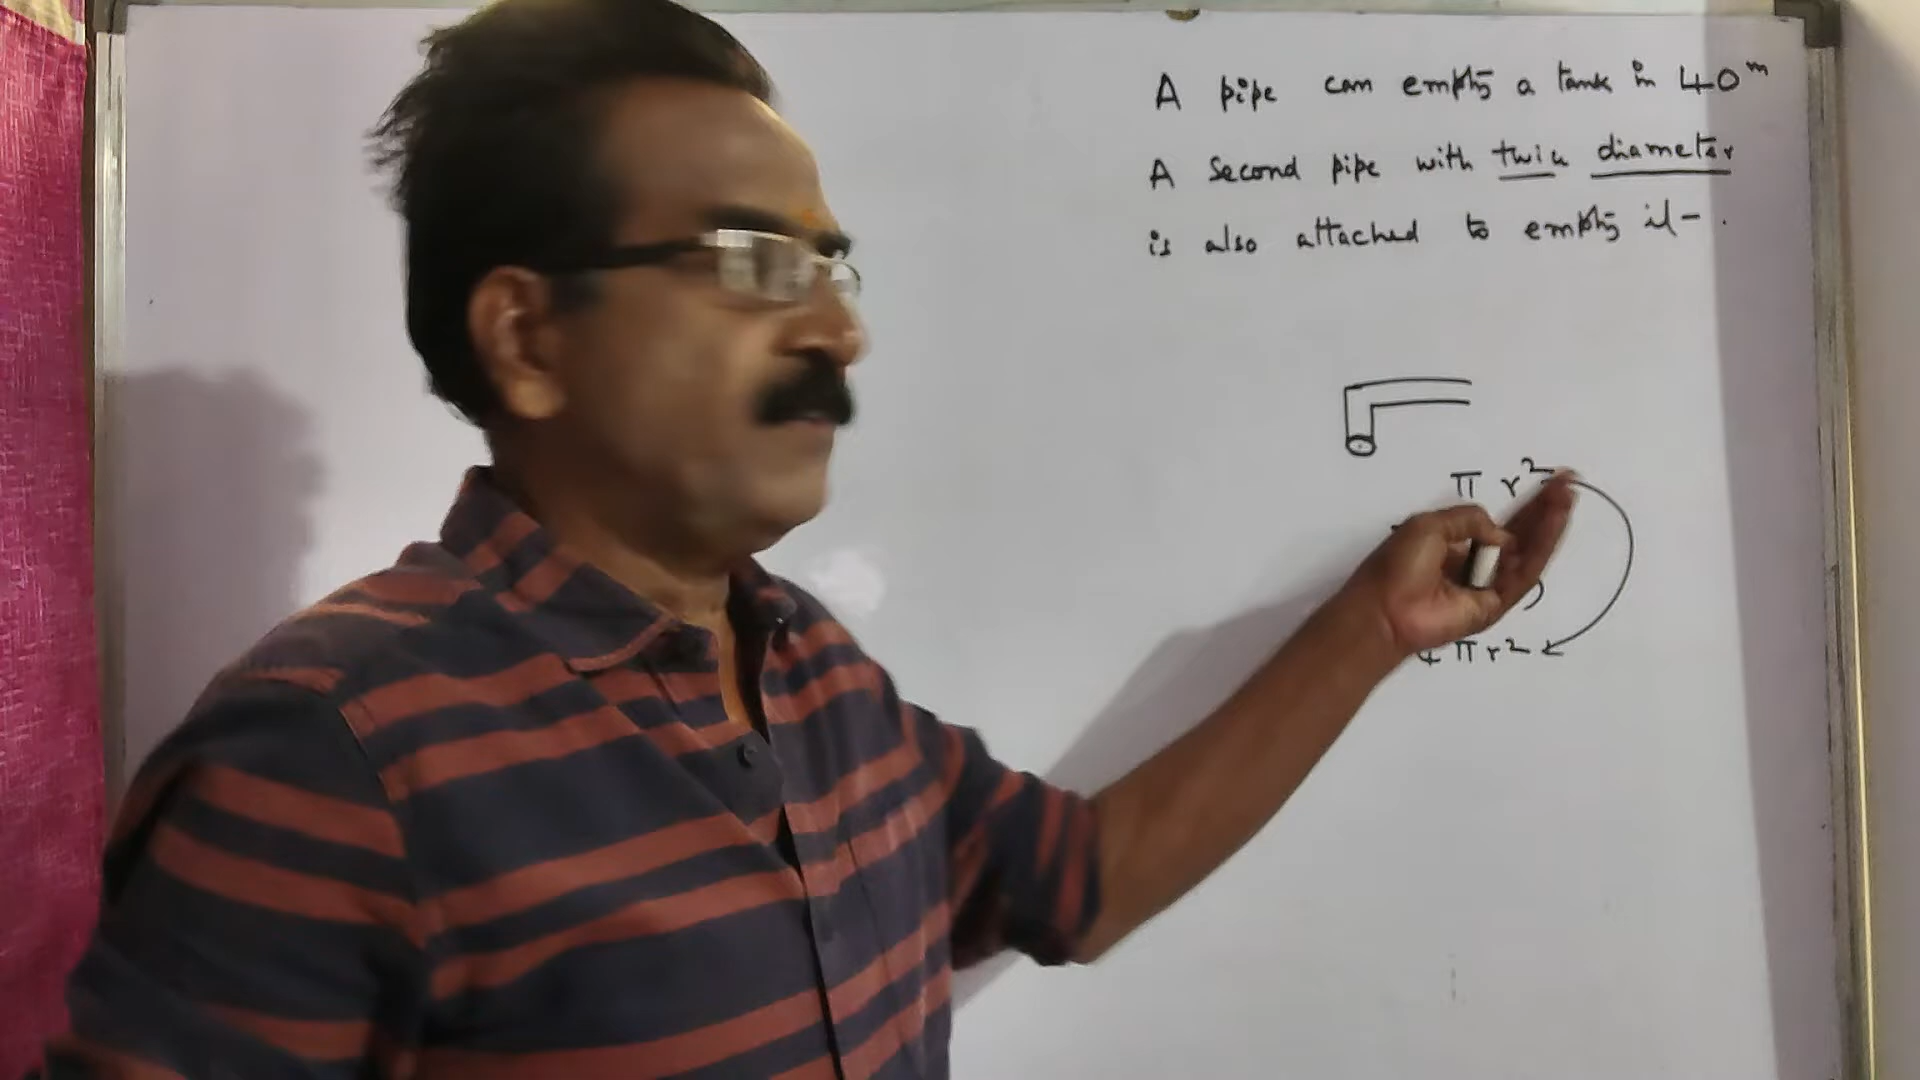 A pipe can empty a tank in 40ᵐ
A second pipe with twice diameter
is also attached to empty it.
π r²
)
4 π r²